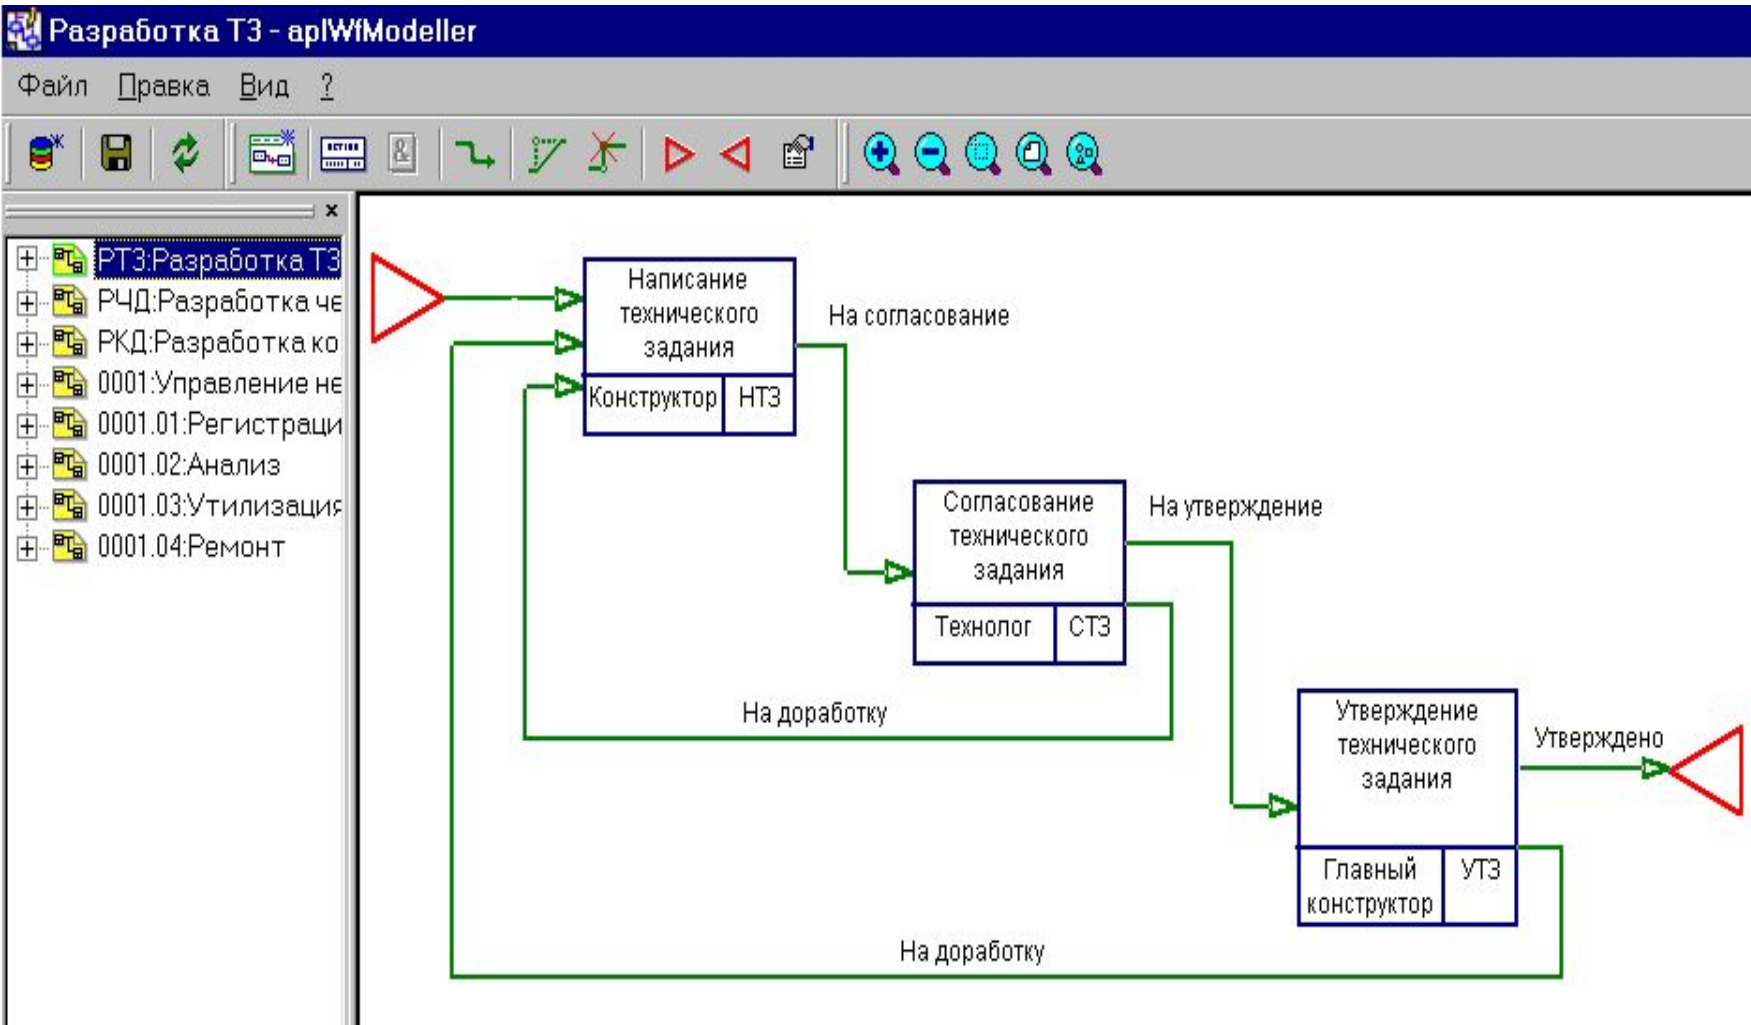 Разработка ТЗ - aplWfModeller
Файл Правка Вид ?
ACTION
&
РТЗ:Разработка ТЗ
РЧД:Разработка че
РКД:Разработка ко
0001:Управление не
0001.01:Регистраци
0001.02:Анализ
0001.03:Утилизация
0001.04:Ремонт
Написание
технического
задания
Конструктор НТЗ
На согласование
Согласование
технического
задания
Технолог СТЗ
На утверждение
На доработку
Утверждение
технического
задания
Главный
конструктор
УТЗ
Утверждено
На доработку